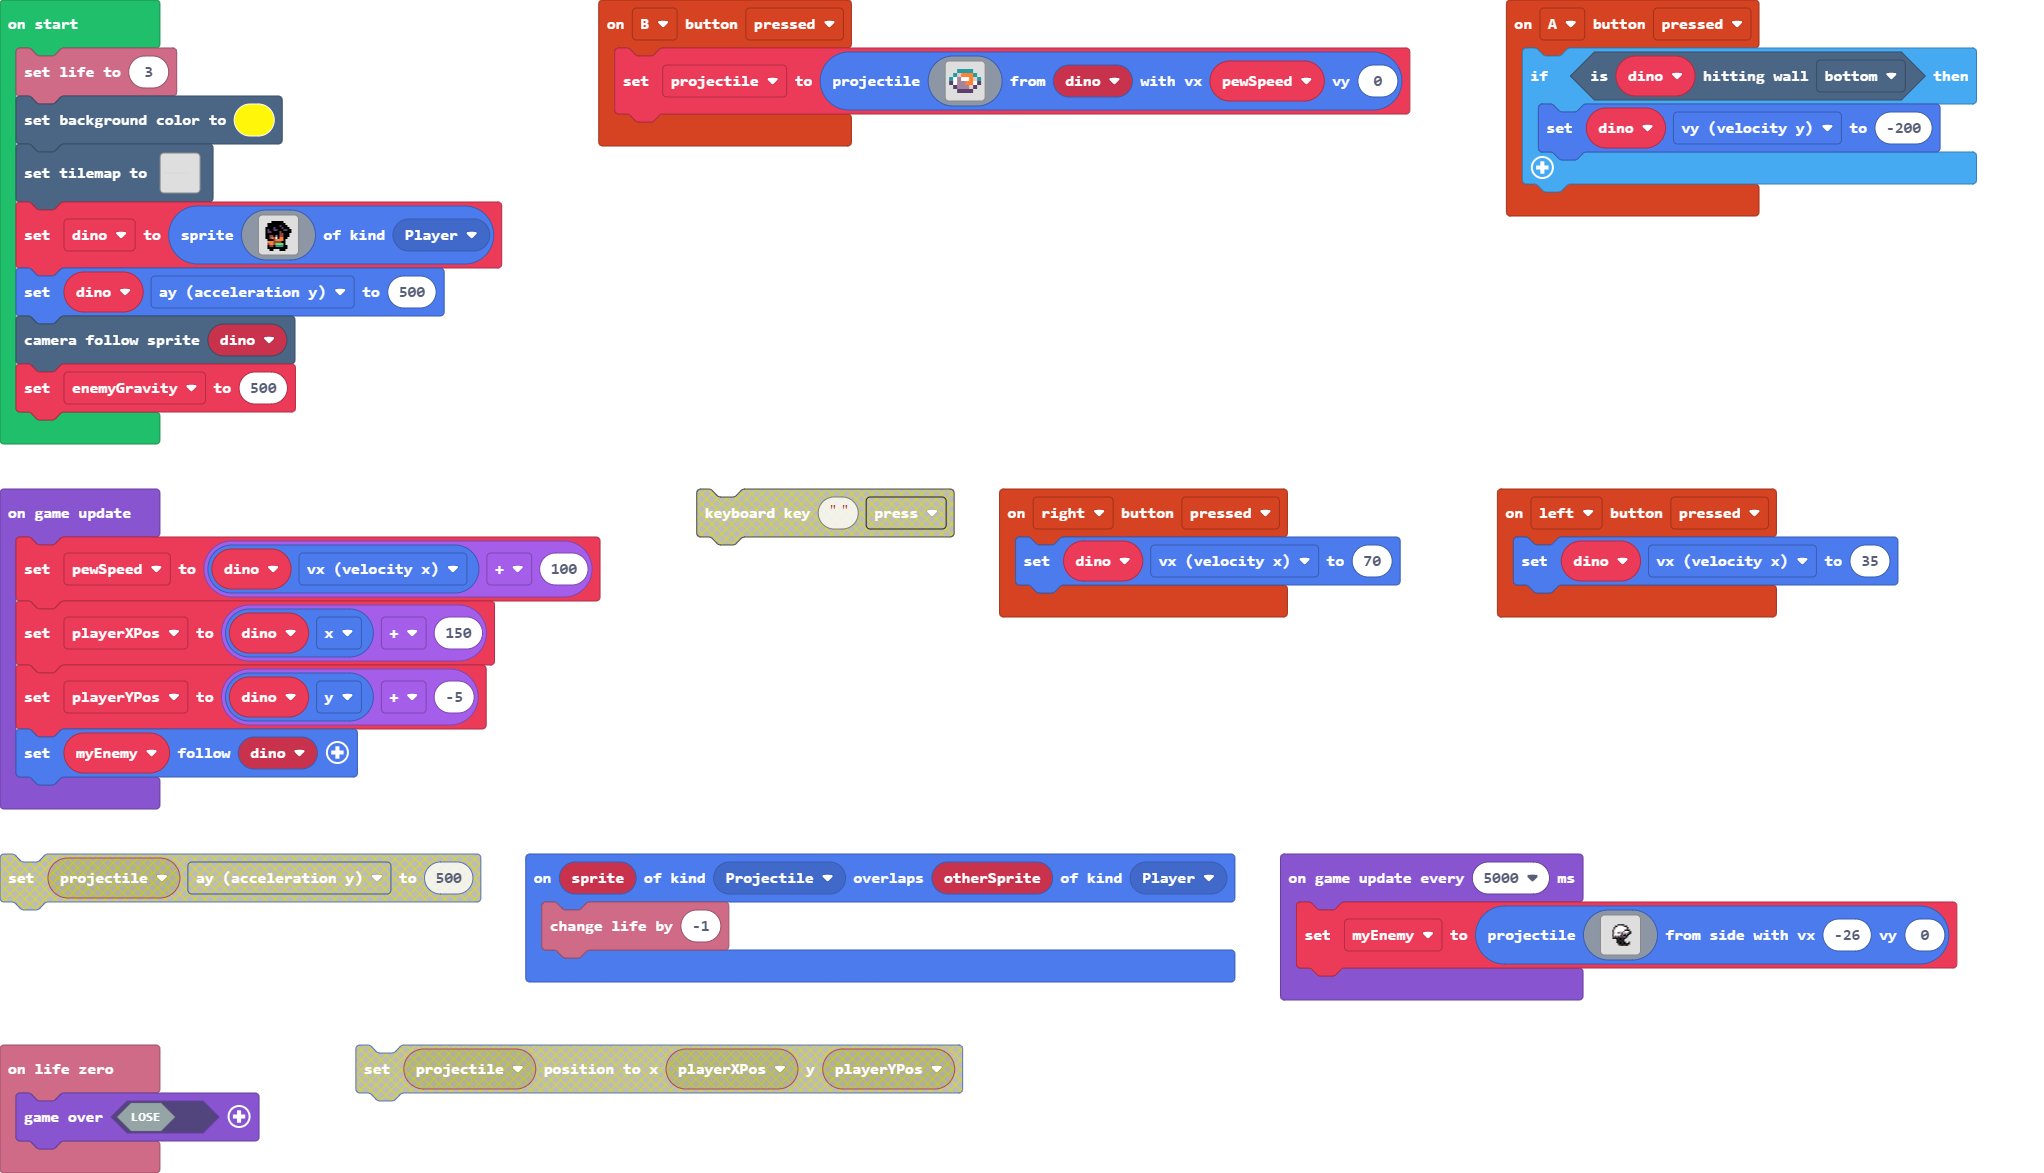 on start
set life to 3
set background color to
set tilemap to
set dino to sprite of kind Player
set dino ay (acceleration y) to 500
camera follow sprite dino
set enemyGravity to 500
on B button pressed
set projectile to projectile from dino with vx pewSpeed vy 0
on A button pressed
if is dino hitting wall bottom then
set dino vy (velocity y) to -200
on game update
set pewSpeed to dino vx (velocity x) + 100
set playerXPos to dino x + 150
set playerYPos to dino y + -5
set myEnemy follow dino
keyboard key " " press
on right button pressed
set dino vx (velocity x) to 70
on left button pressed
set dino vx (velocity x) to 35
set projectile ay (acceleration y) to 500
on sprite of kind Projectile overlaps otherSprite of kind Player
change life by -1
on game update every 5000 ms
set myEnemy to projectile from side with vx -26 vy 0
on life zero
game over LOSE
set projectile position to x playerXPos y playerYPos